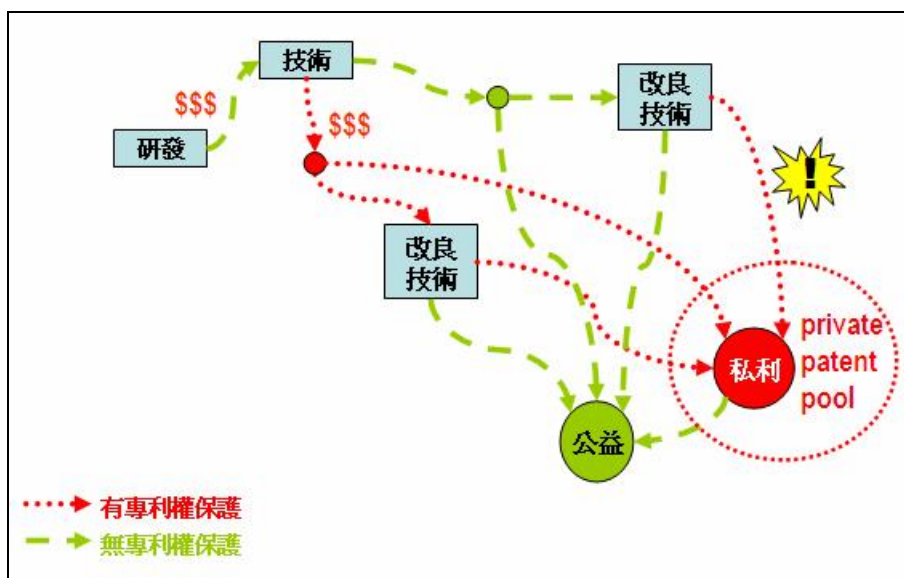 技術
$$$
研發
$$$
改良
技術
!
改良
技術
私利
private
patent
pool
公益
有專利權保護
無專利權保護